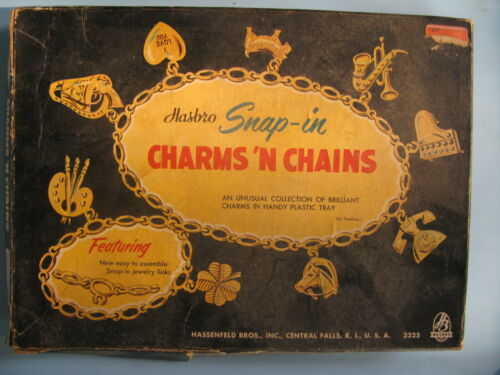 I LOVE YOU
Hasbro Snap-in
CHARMS 'N CHAINS
AN UNUSUAL COLLECTION OF BRILLIANT
CHARMS IN HANDY PLASTIC TRAY
Featuring
New easy to assemble
Snap-in jewelry links
HASSENFELD BROS., INC., CENTRAL FALLS, R. I., U. S. A. 2225
HASBRO